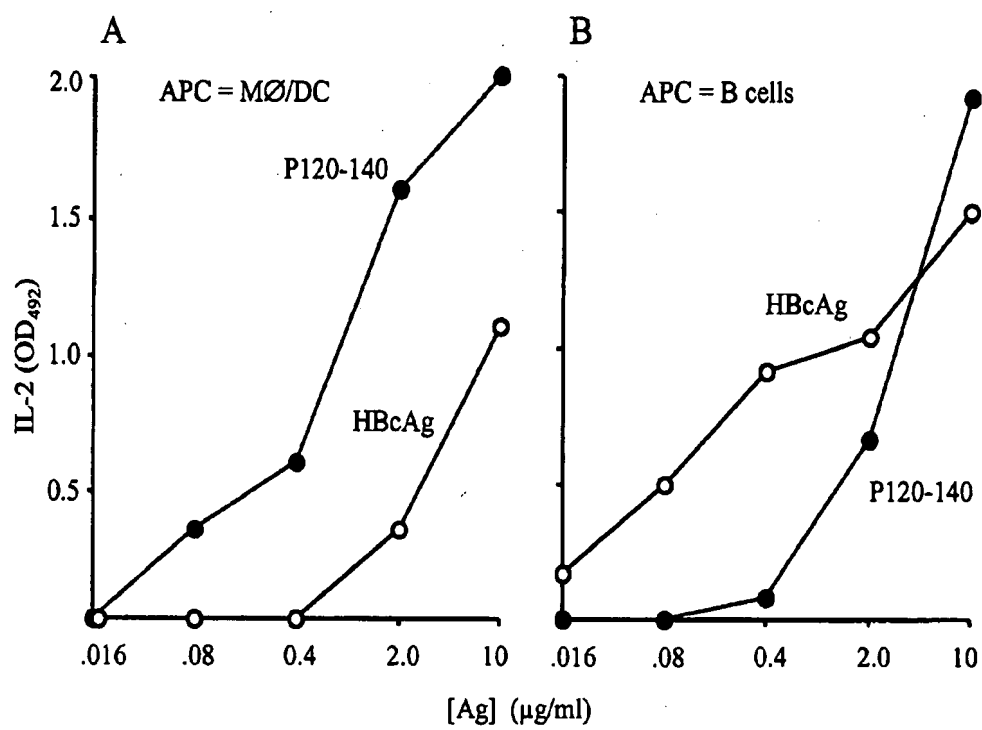 A
B
APC = MØ/DC
APC = B cells
2.0
1.5
1.0
0.5
IL-2 (OD492)
P120-140
HBcAg
HBcAg
P120-140
.016 .08 0.4 2.0 10
.016 .08 0.4 2.0 10
[Ag] (µg/ml)